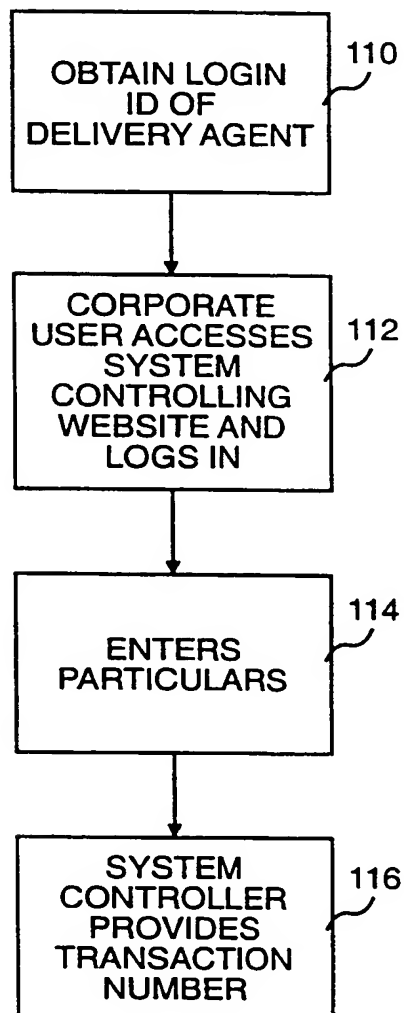 OBTAIN LOGIN
ID OF
DELIVERY AGENT
110
CORPORATE
USER ACCESSES
SYSTEM
CONTROLLING
WEBSITE AND
LOGS IN
112
ENTERS
PARTICULARS
114
SYSTEM
CONTROLLER
PROVIDES
TRANSACTION
NUMBER
116